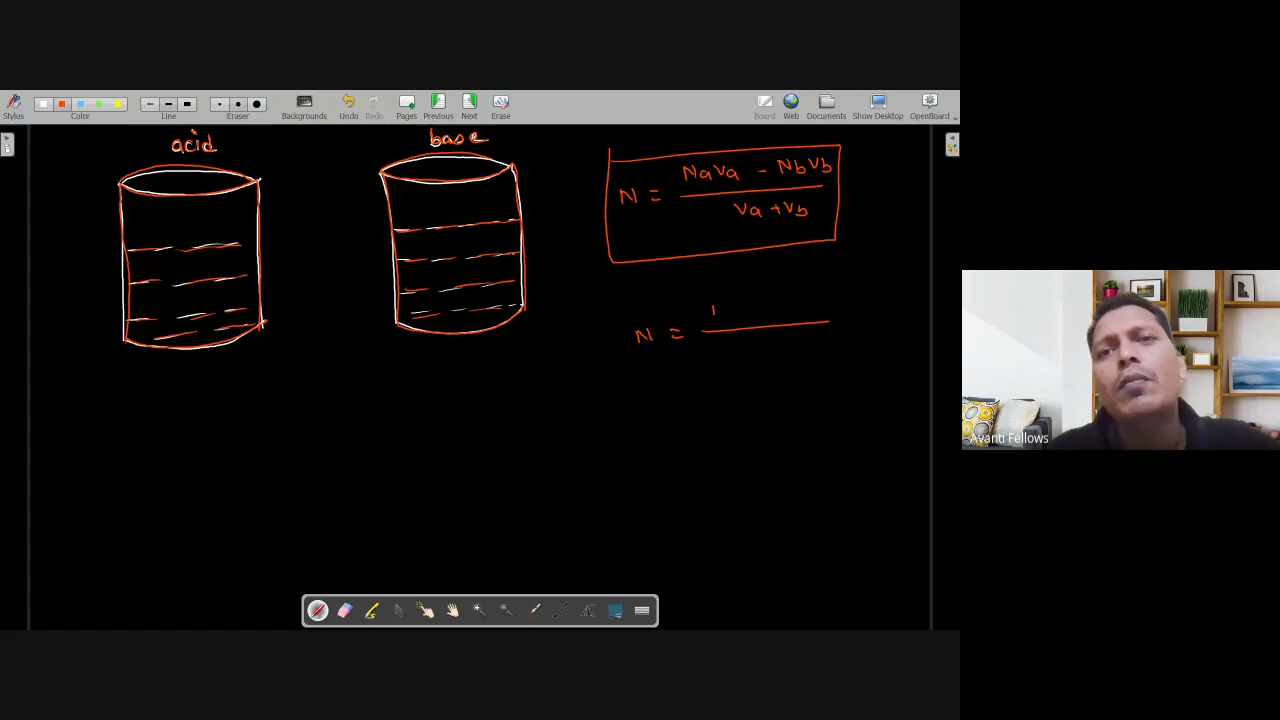 Stylus
Color
Line
Eraser
Backgrounds
Undo
Redo
Pages
Previous
Next
Erase
Board
Web
Documents
Show Desktop
OpenBoard
acid
base
N = NaVa - NbVb
Va + Vb
N =
Avanti Fellows